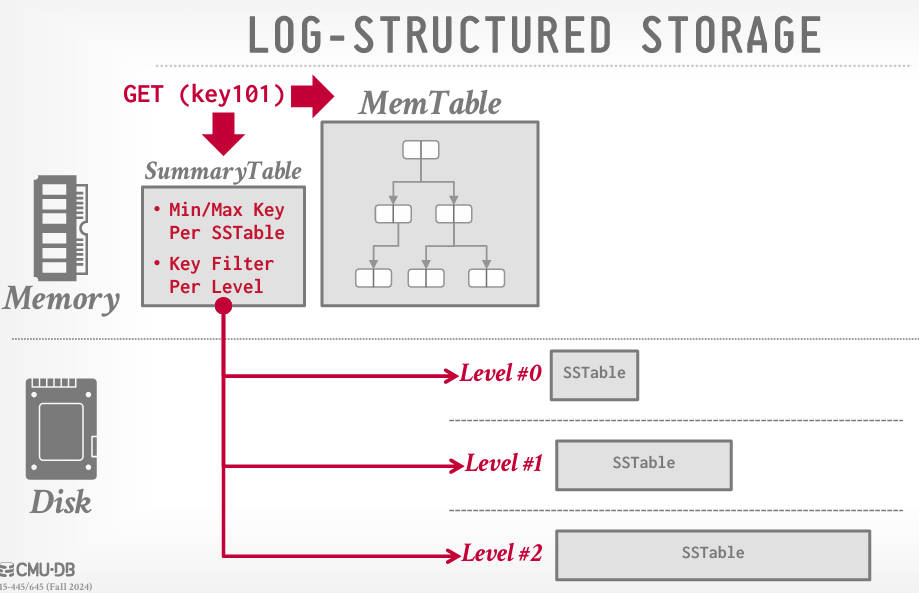 LOG-STRUCTURED STORAGE
GET (key101)
MemTable
SummaryTable
• Min/Max Key
Per SSTable
• Key Filter
Per Level
Memory
Level #0
SSTable
Level #1
SSTable
Disk
Level #2
SSTable
CMU·DB
15-445/645 (Fall 2024)